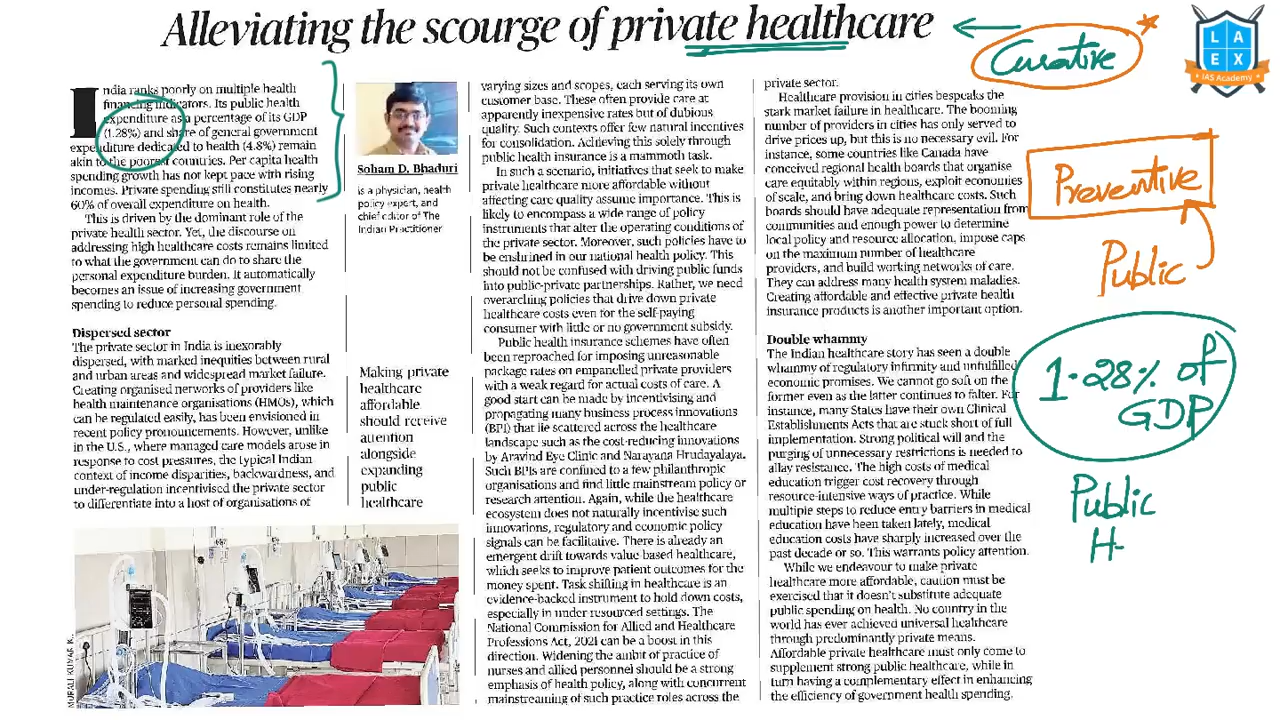 Alleviating the scourge of private healthcare
Curative
LAEX
IAS Academy
India ranks poorly on multiple health
financing indicators. Its public health
expenditure as a percentage of its GDP
(1.28%) and share of general government
expenditure dedicated to health (4.8%) remain
akin to the poorest countries. Per capita health
spending growth has not kept pace with rising
incomes. Private spending still constitutes nearly
60% of overall expenditure on health.
This is driven by the dominant role of the
private health sector. Yet, the discourse on
addressing high healthcare costs remains limited
to what the government can do to share the
personal expenditure burden. It automatically
becomes an issue of increasing government
spending to reduce personal spending.
Dispersed sector
The private sector in India is inexorably
dispersed, with marked inequities between rural
and urban areas and widespread market failure.
Creating organised networks of providers like
health maintenance organisations (HMOs), which
can be regulated easily, has been envisioned in
recent policy pronouncements. However, unlike
in the U.S., where managed care models arose in
response to cost pressures, the typical Indian
context of income disparities, backwardness, and
under-regulation incentivised the private sector
to differentiate into a host of organisations of
MURALI KUMAR K.
Soham D. Bhaduri
is a physician, health
policy expert, and
chief editor of The
Indian Practitioner
Making private
healthcare
affordable
should receive
attention
alongside
expanding
public
healthcare
varying sizes and scopes, each serving its own
customer base. These often provide care at
apparently inexpensive rates but of dubious
quality. Such contexts offer few natural incentives
for consolidation. Achieving this solely through
public health insurance is a mammoth task.
In such a scenario, initiatives that seek to make
private healthcare more affordable without
affecting care quality assume importance. This is
likely to encompass a wide range of policy
instruments that alter the operating conditions of
the private sector. Moreover, such policies have to
be enshrined in our national health policy. This
should not be confused with driving public funds
into public-private partnerships. Rather, we need
overarching policies that drive down private
healthcare costs even for the self-paying
consumer with little or no government subsidy.
Public health insurance schemes have often
been reproached for imposing unreasonable
package rates on empanelled private providers
with a weak regard for actual costs of care. A
good start can be made by incentivising and
propagating many business process innovations
(BPI) that lie scattered across the healthcare
landscape such as the cost-reducing innovations
by Aravind Eye Clinic and Narayana Hrudayalaya.
Such BPIs are confined to a few philanthropic
organisations and find little mainstream policy or
research attention. Again, while the healthcare
ecosystem does not naturally incentivise such
innovations, regulatory and economic policy
signals can be facilitative. There is already an
emergent drift towards value based healthcare,
which seeks to improve patient outcomes for the
money spent. Task shifting in healthcare is an
evidence-backed instrument to hold down costs,
especially in under-resourced settings. The
National Commission for Allied and Healthcare
Professions Act, 2021 can be a boost in this
direction. Widening the ambit of practice of
nurses and allied personnel should be a strong
emphasis of health policy, along with concurrent
mainstreaming of such practice roles across the
private sector.
Healthcare provision in cities bespeaks the
stark market failure in healthcare. The booming
number of providers in cities has only served to
drive prices up, but this is no necessary evil. For
instance, some countries like Canada have
conceived regional health boards that organise
care equitably within regions, exploit economies
of scale, and bring down healthcare costs. Such
boards should have adequate representation from
communities and enough power to determine
local policy and resource allocation, impose caps
on the maximum number of healthcare
providers, and build working networks of care.
They can address many health system maladies.
Creating affordable and effective private health
insurance products is another important option.
Double whammy
The Indian healthcare story has seen a double
whammy of regulatory infirmity and unfulfilled
economic promises. We cannot go soft on the
former even as the latter continues to falter. For
instance, many States have their own Clinical
Establishments Acts that are stuck short of full
implementation. Strong political will and the
purging of unnecessary restrictions is needed to
allay resistance. The high costs of medical
education trigger cost recovery through
resource-intensive ways of practice. While
multiple steps to reduce entry barriers in medical
education have been taken lately, medical
education costs have sharply increased over the
past decade or so. This warrants policy attention.
While we endeavour to make private
healthcare more affordable, caution must be
exercised that it doesn't substitute adequate
public spending on health. No country in the
world has ever achieved universal healthcare
through predominantly private means.
Affordable private healthcare must only come to
supplement strong public healthcare, while in
turn having a complementary effect in enhancing
the efficiency of government health spending.
Preventive
Public
1.28% of
GDP
Public
H